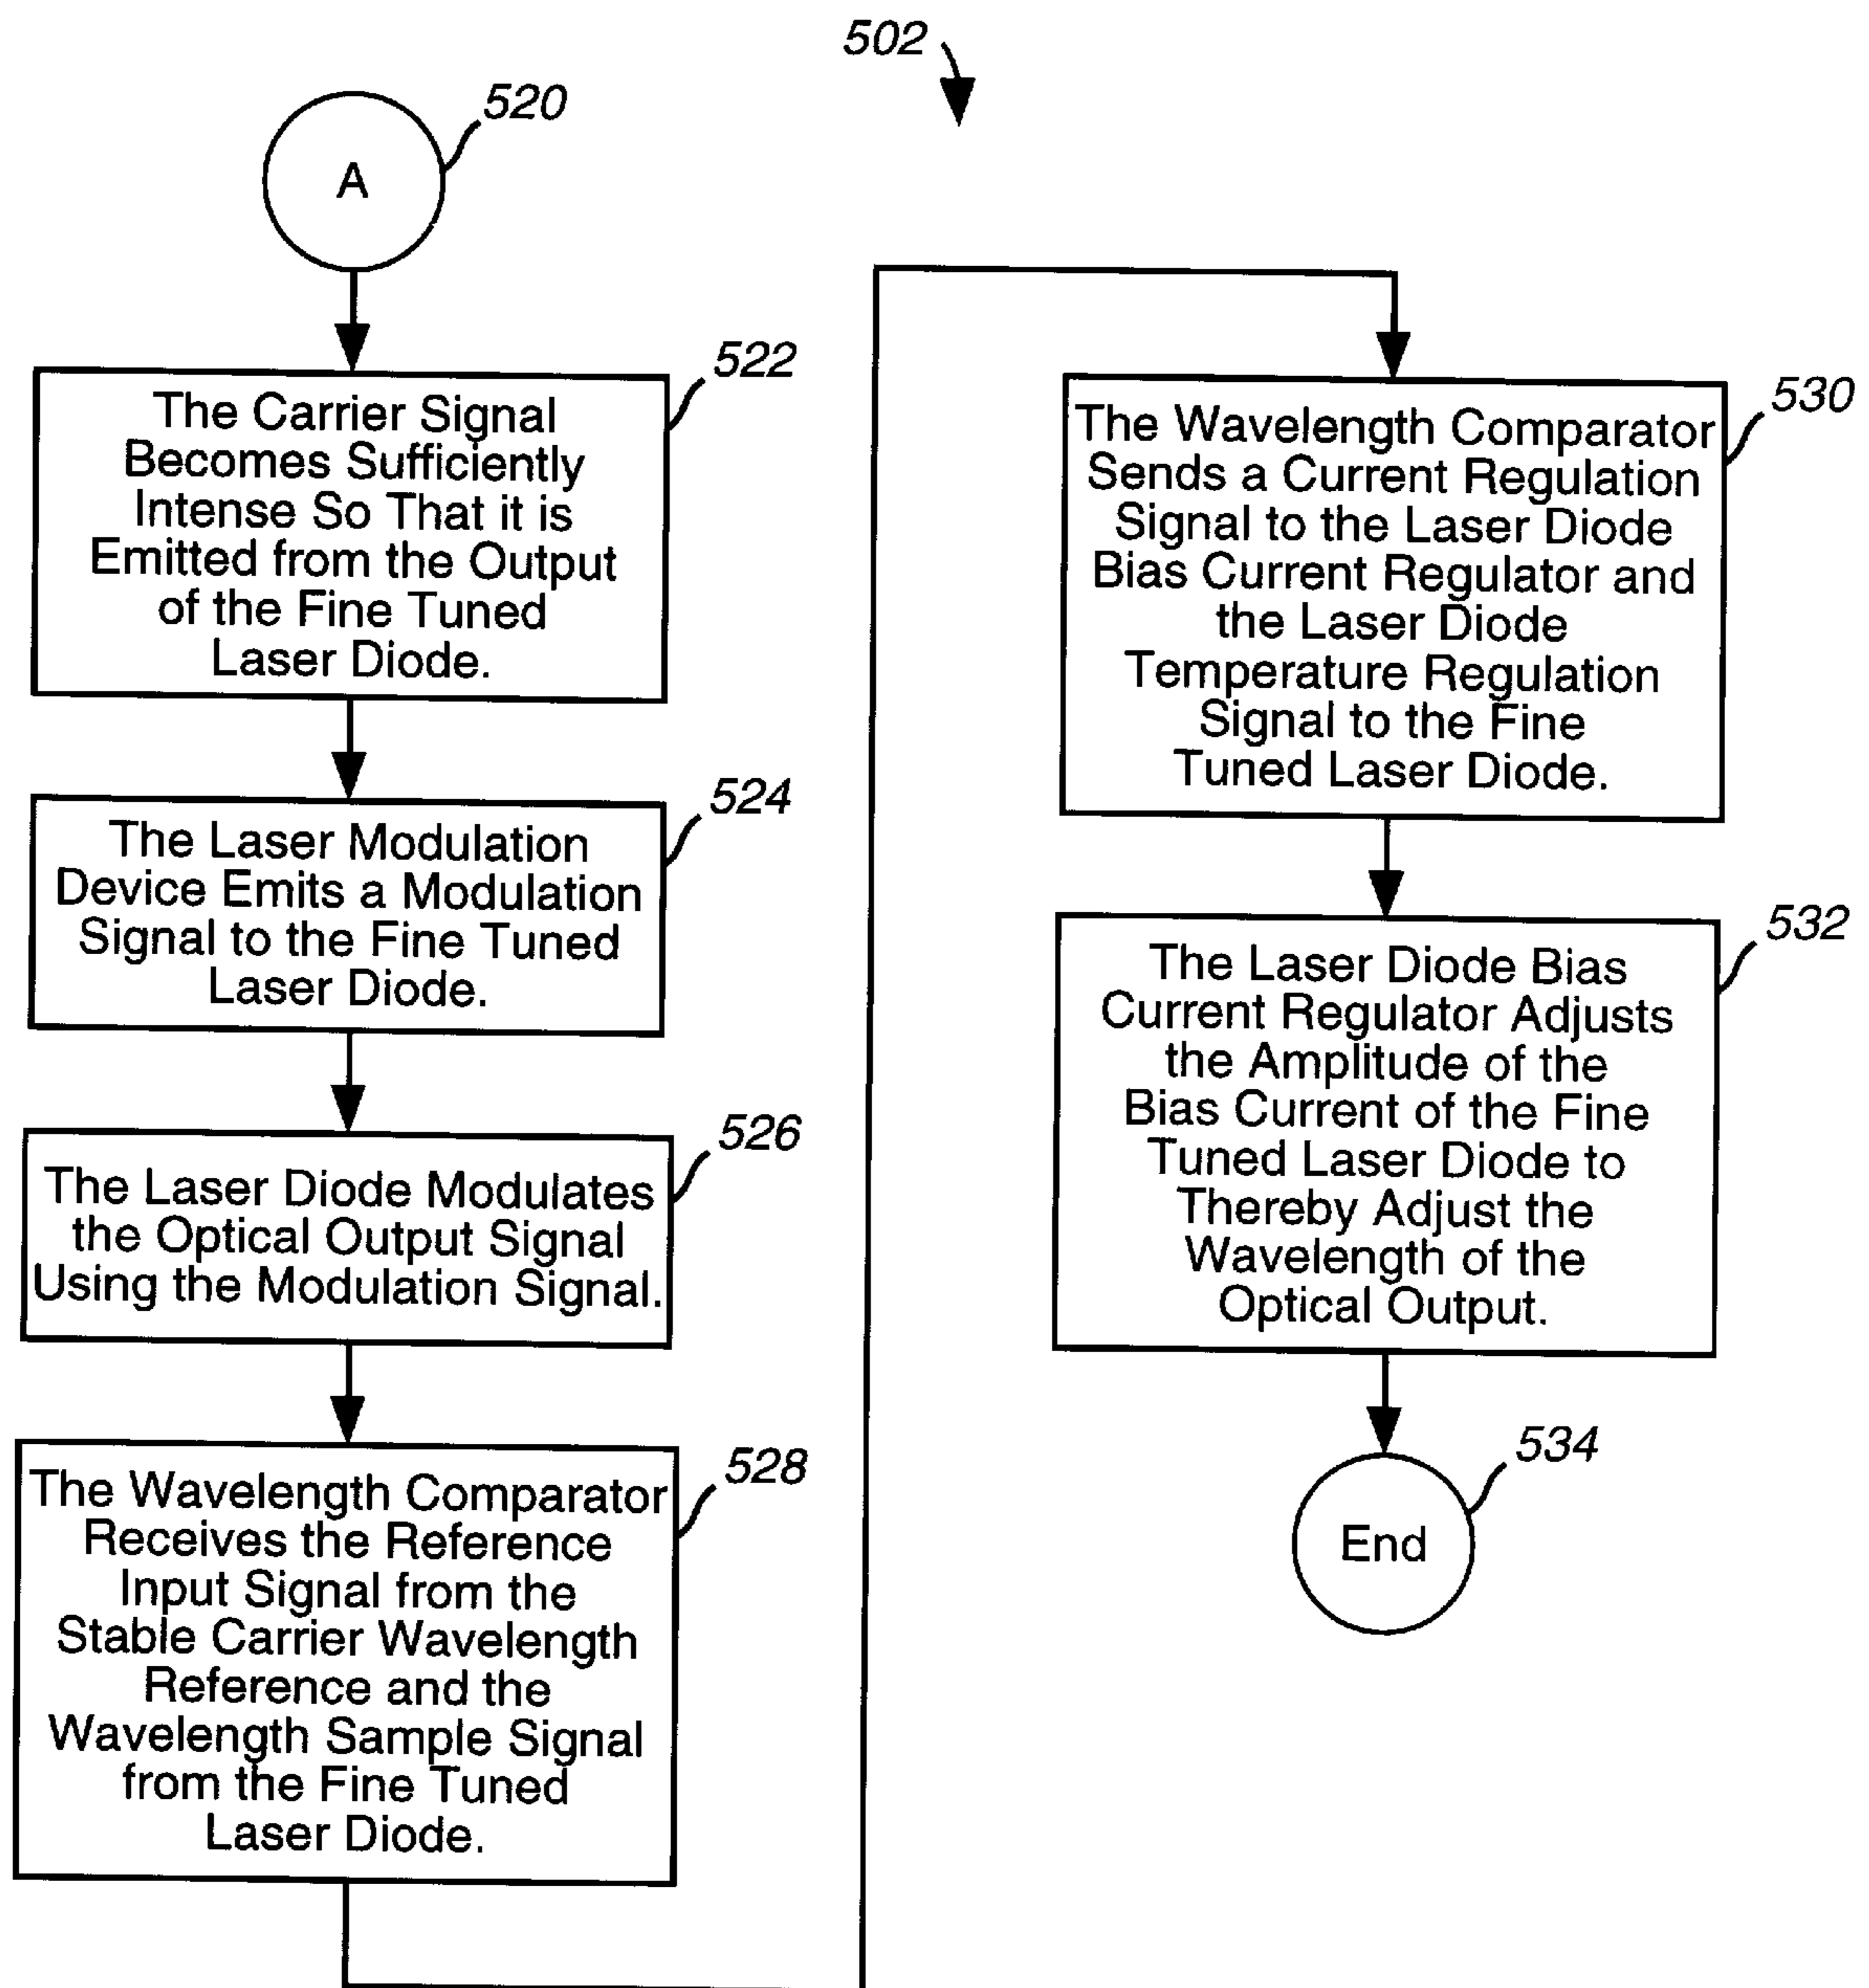 502
520
A
522
The Carrier Signal
Becomes Sufficiently
Intense So That it is
Emitted from the Output
of the Fine Tuned
Laser Diode.
524
The Laser Modulation
Device Emits a Modulation
Signal to the Fine Tuned
Laser Diode.
526
The Laser Diode Modulates
the Optical Output Signal
Using the Modulation Signal.
528
The Wavelength Comparator
Receives the Reference
Input Signal from the
Stable Carrier Wavelength
Reference and the
Wavelength Sample Signal
from the Fine Tuned
Laser Diode.
530
The Wavelength Comparator
Sends a Current Regulation
Signal to the Laser Diode
Bias Current Regulator and
the Laser Diode
Temperature Regulation
Signal to the Fine
Tuned Laser Diode.
532
The Laser Diode Bias
Current Regulator Adjusts
the Amplitude of the
Bias Current of the Fine
Tuned Laser Diode to
Thereby Adjust the
Wavelength of the
Optical Output.
534
End